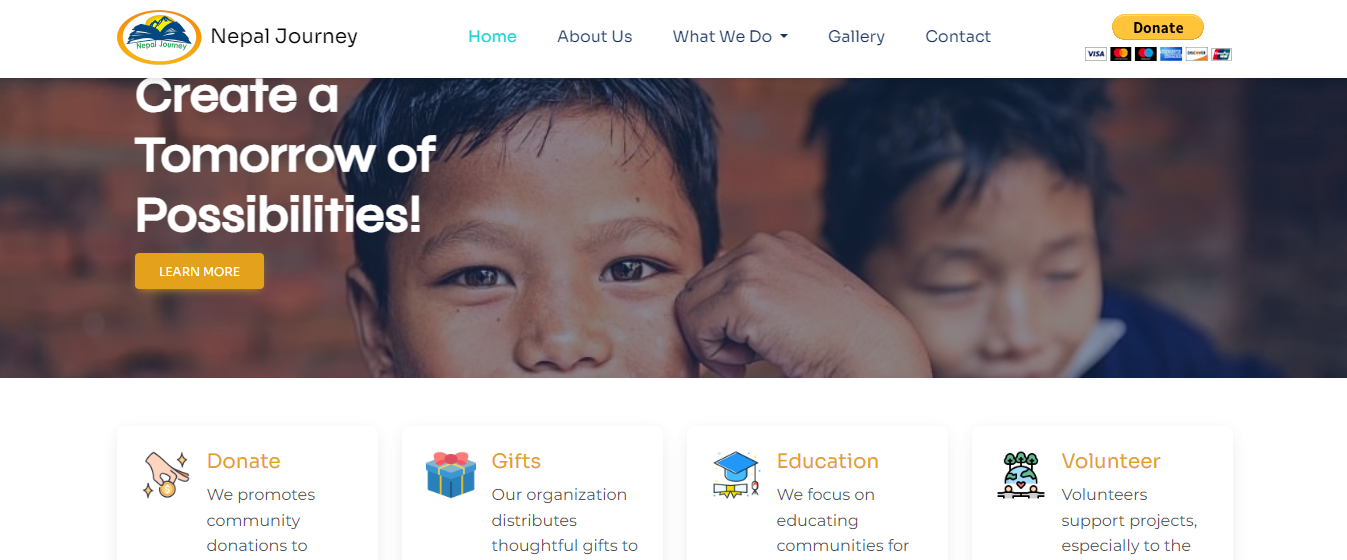 Nepal Journey
Nepal Journey
Home
About Us
What We Do
Gallery
Contact
Donate
VISA
DISCOVER
Create a
Tomorrow of
Possibilities!
LEARN MORE
Donate
We promotes
community
donations to
Gifts
Our organization
distributes
thoughtful gifts to
Education
We focus on
educating
communities for
Volunteer
Volunteers
support projects,
especially to the